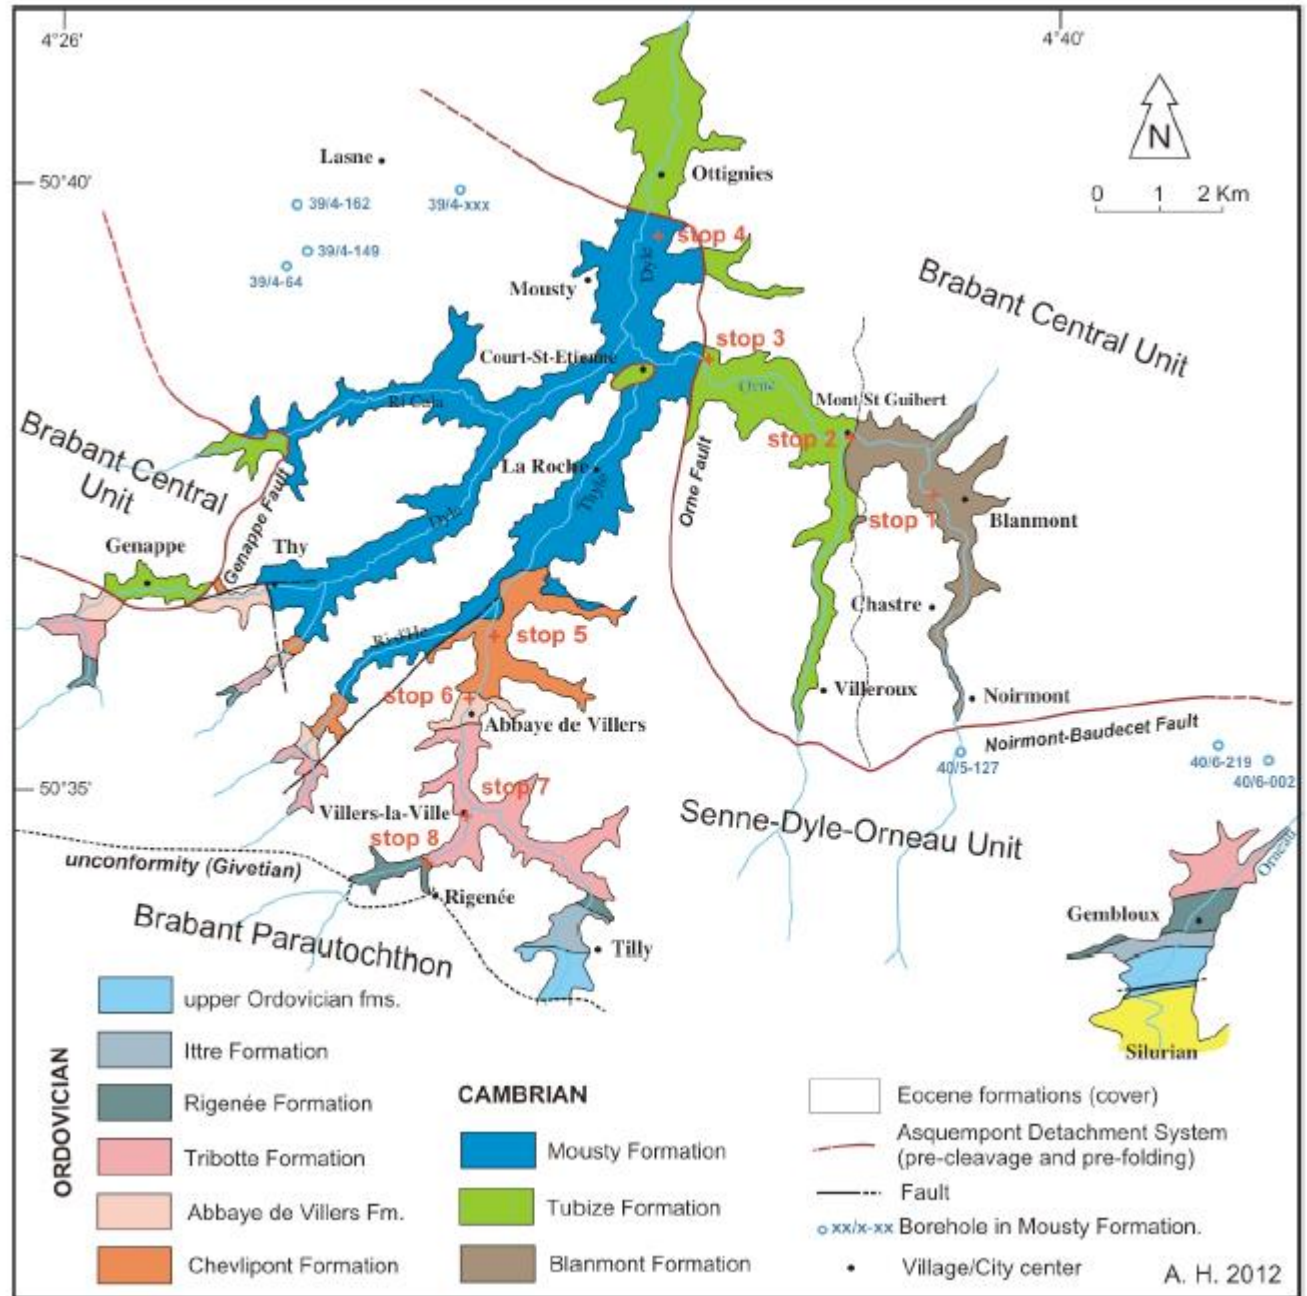 4°26'
4°40'
N
0 1 2 Km
50°40'
Lasne
39/4-162
39/4-xxx
39/4-149
39/4-64
Ottignies
stop 4
Dyle
Mousty
Brabant Central Unit
stop 3
Court-St-Etienne
Orne
Ri Cala
Mont St Guibert
stop 2
Brabant Central
Unit
La Roche
Thyle
Orne Fault
stop 1
Blanmont
Genappe Fault
Dyle
Genappe
Thy
Chastre
Ri d'Hé
stop 5
stop 6
Villeroux
Noirmont
Abbaye de Villers
Noirmont-Baudecet Fault
40/5-127
40/6-219
40/6-002
50°35'
stop 7
Villers-la-Ville
Senne-Dyle-Orneau Unit
stop 8
unconformity (Givetian)
Orneau
Rigenée
Gembloux
Brabant Parautochthon
Tilly
Silurian
ORDOVICIAN
upper Ordovician fms.
Ittre Formation
Rigenée Formation
Tribotte Formation
Abbaye de Villers Fm.
Chevlipont Formation
CAMBRIAN
Mousty Formation
Tubize Formation
Blanmont Formation
Eocene formations (cover)
Asquempont Detachment System
(pre-cleavage and pre-folding)
Fault
xx/x-xx Borehole in Mousty Formation.
Village/City center
A. H. 2012